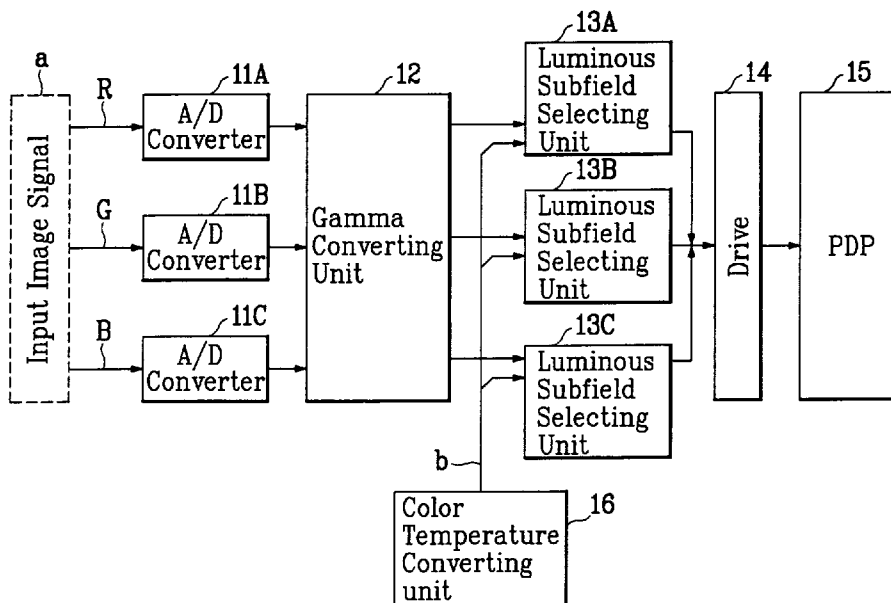 a
Input Image Signal
R
G
B
11A
A/D
Converter
11B
A/D
Converter
11C
A/D
Converter
12
Gamma
Converting
Unit
13A
Luminous
Subfield
Selecting
Unit
13B
Luminous
Subfield
Selecting
Unit
13C
Luminous
Subfield
Selecting
Unit
14
Drive
15
PDP
b
16
Color
Temperature
Converting
unit